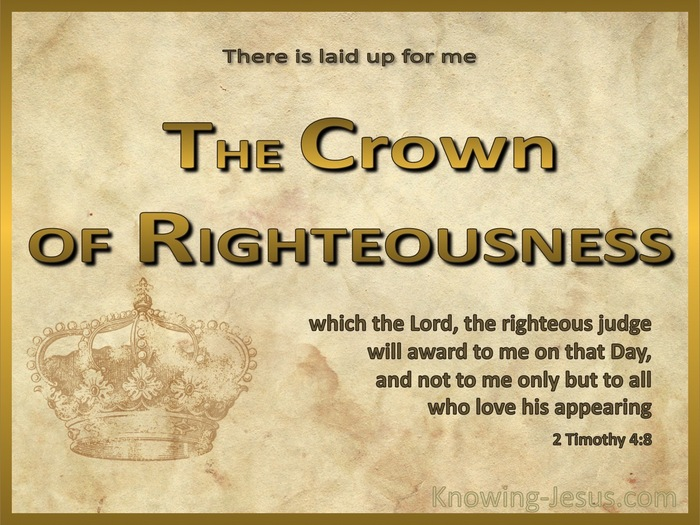 There is laid up for me
The Crown
of Righteousness
which the Lord, the righteous judge
will award to me on that Day,
and not to me only but to all
who love his appearing
2 Timothy 4:8
Knowing-Jesus.com